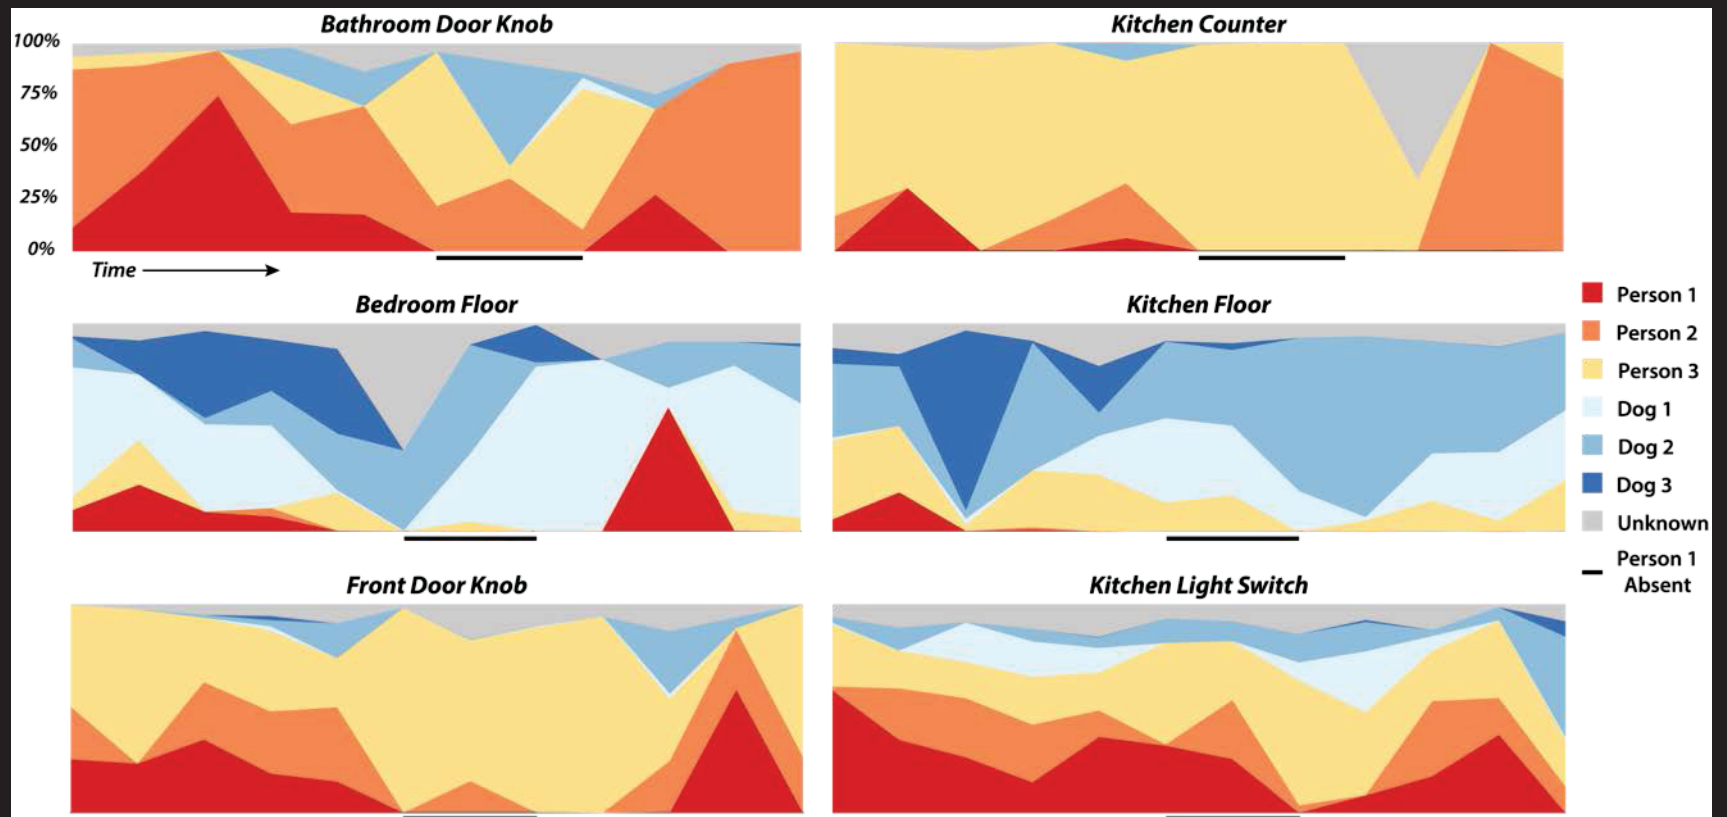 Bathroom Door Knob
Kitchen Counter
100%
75%
50%
25%
0%
Time
Bedroom Floor
Kitchen Floor
Person 1
Person 2
Person 3
Dog 1
Dog 2
Dog 3
Unknown
Person 1
Absent
Front Door Knob
Kitchen Light Switch